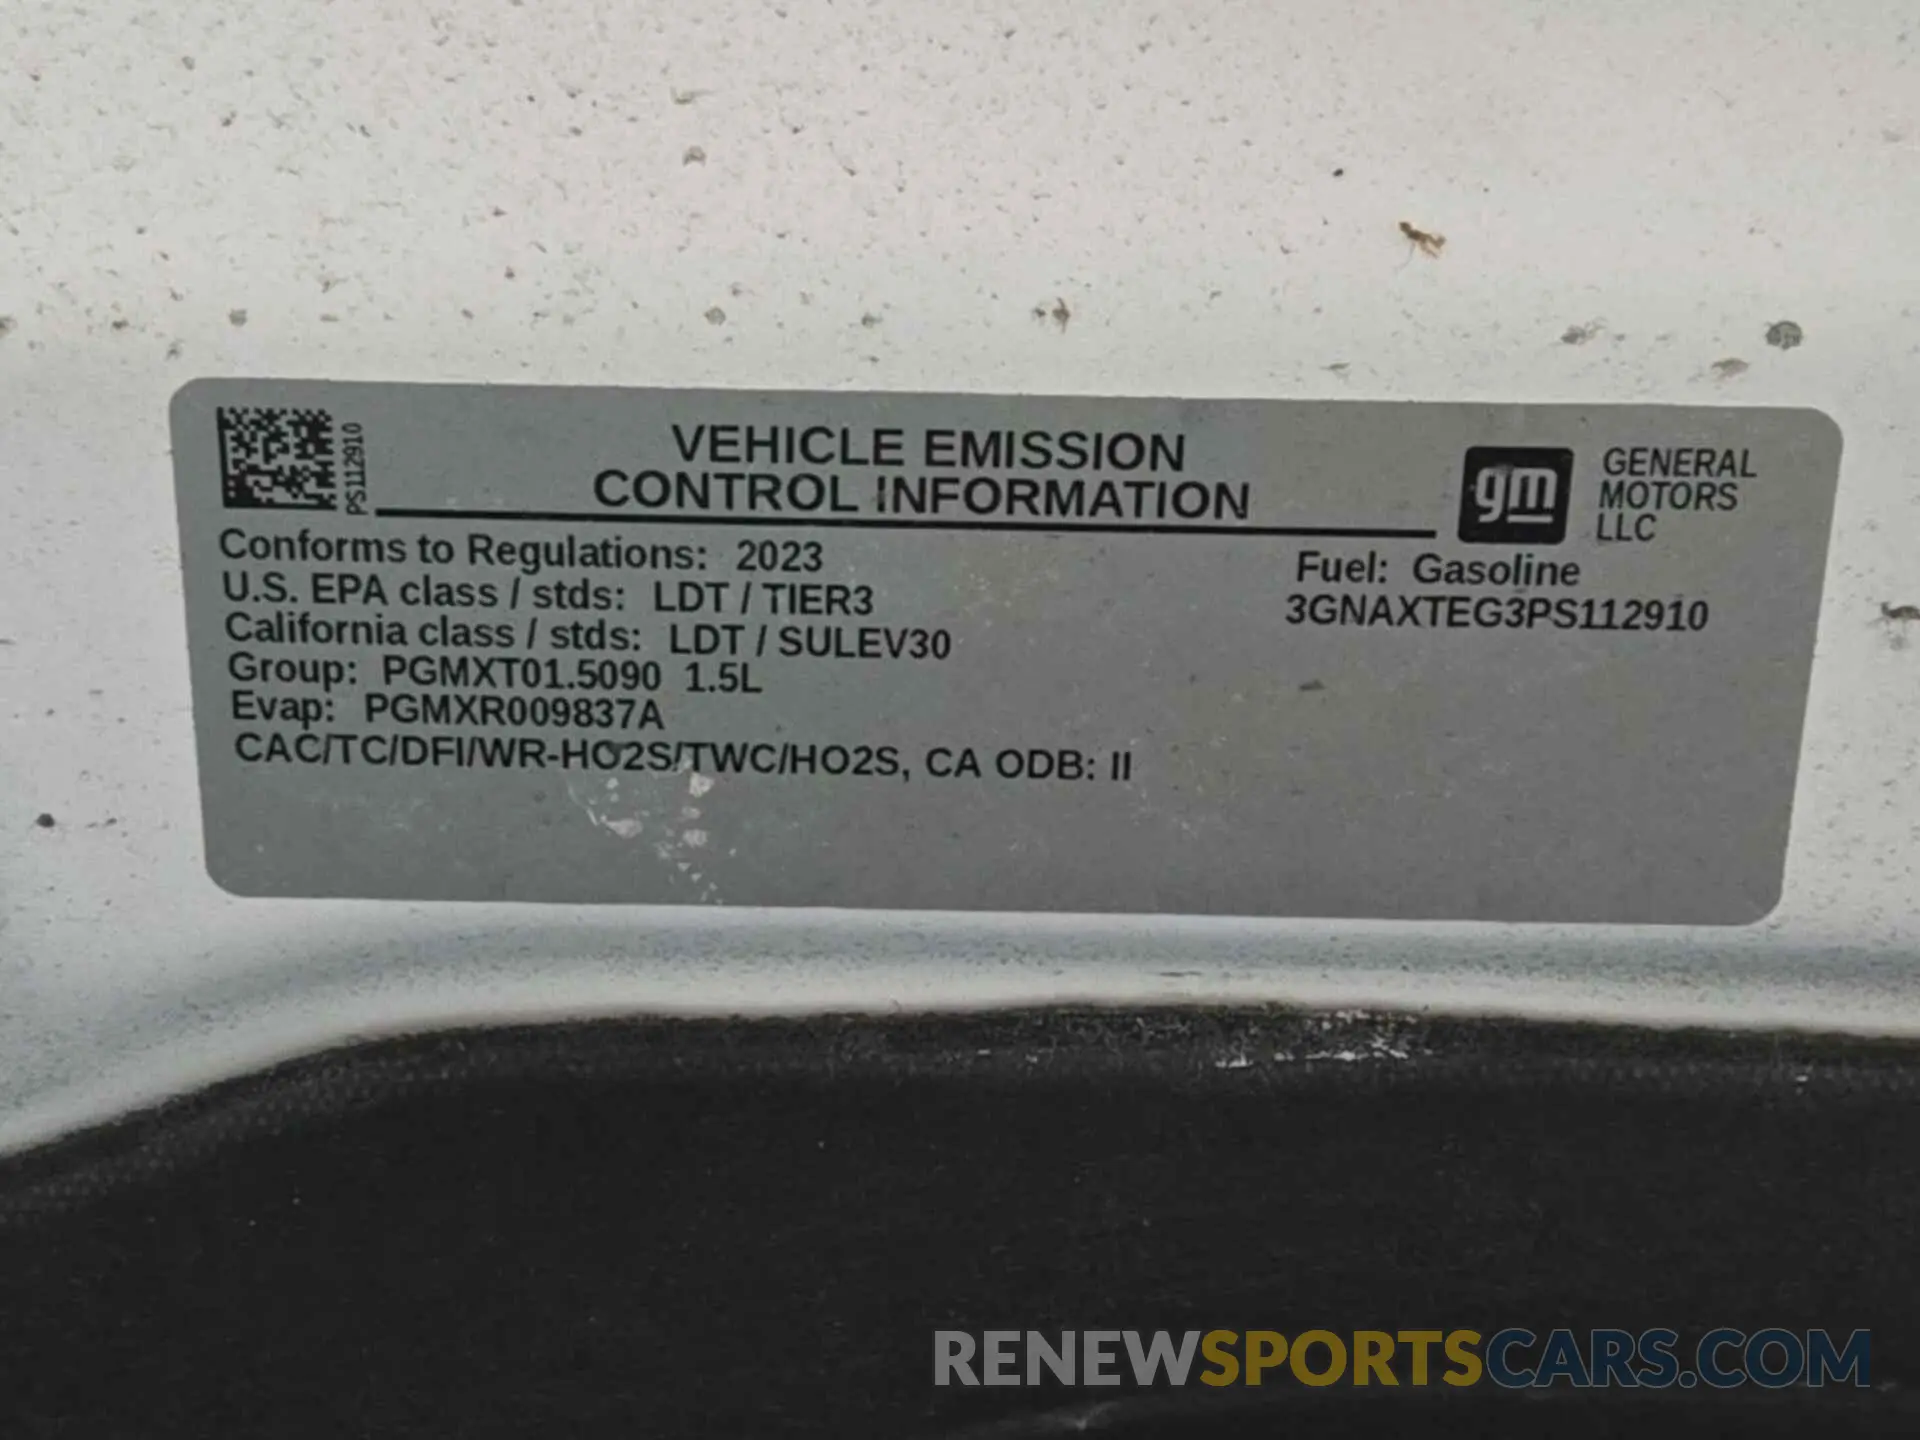 PS112910
VEHICLE EMISSION
CONTROL INFORMATION
gm
GENERAL
MOTORS
LLC
Conforms to Regulations: 2023
U.S. EPA class / stds: LDT / TIER3
California class / stds: LDT / SULEV30
Group: PGMXT01.5090 1.5L
Evap: PGMXR009837A
CAC/TC/DFI/WR-HO2S/TWC/HO2S, CA ODB: II
Fuel: Gasoline
3GNAXTEG3PS112910
RENEWSPORTSCARS.COM